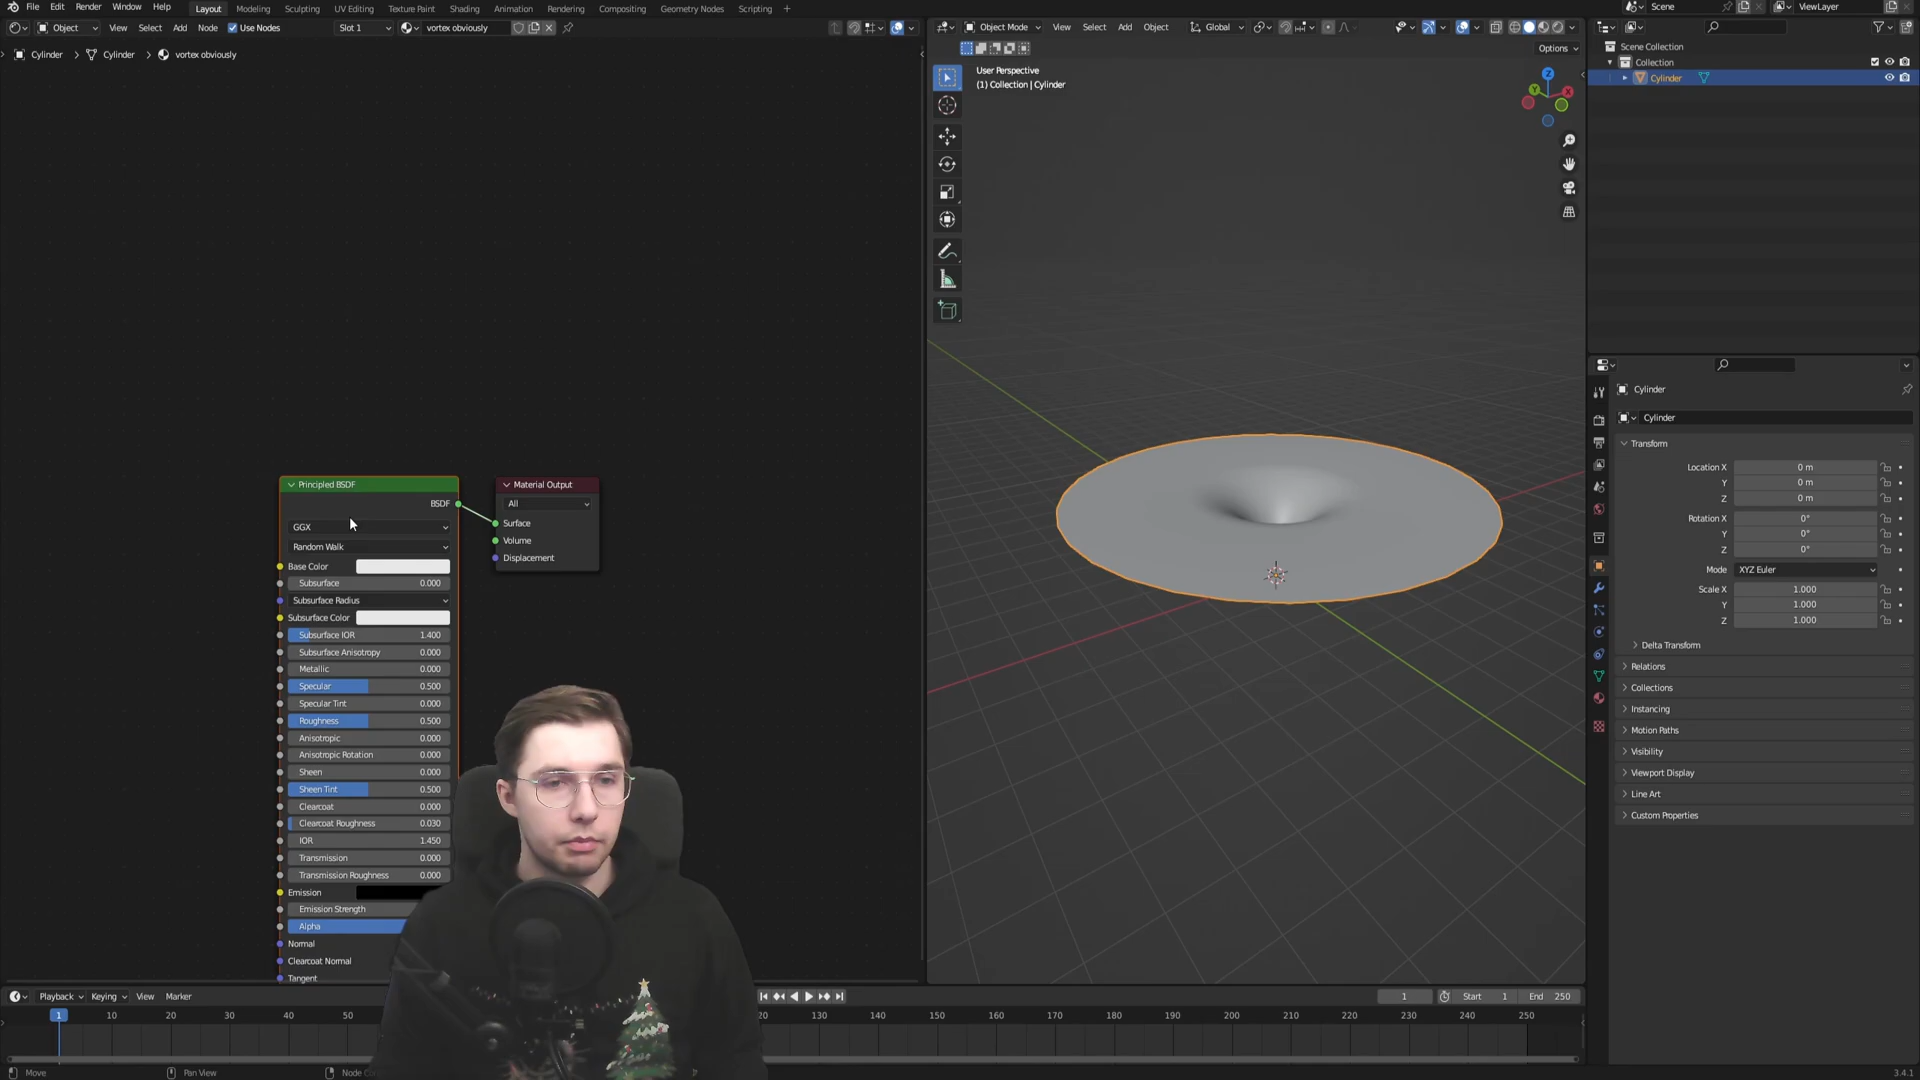 File Edit Render Window Help
Layout Modeling Sculpting UV Editing Texture Paint Shading Animation Rendering Compositing Geometry Nodes Scripting +
Scene
ViewLayer
Object View Select Add Node Use Nodes
Slot 1
vortex obviously
Cylinder > Cylinder > vortex obviously
Object Mode View Select Add Object
Global
Options
User Perspective
(1) Collection | Cylinder
Z
Y
X
Scene Collection
Collection
Cylinder
Principled BSDF
BSDF
GGX
Random Walk
Base Color
Subsurface 0.000
Subsurface Radius
Subsurface Color
Subsurface IOR 1.400
Subsurface Anisotropy 0.000
Metallic 0.000
Specular 0.500
Specular Tint 0.000
Roughness 0.500
Anisotropic 0.000
Anisotropic Rotation 0.000
Sheen 0.000
Sheen Tint 0.500
Clearcoat 0.000
Clearcoat Roughness 0.030
IOR 1.450
Transmission 0.000
Transmission Roughness 0.000
Emission
Emission Strength
Alpha
Normal
Clearcoat Normal
Tangent
Material Output
All
Surface
Volume
Displacement
Cylinder
Cylinder
Transform
Location X 0 m
Y 0 m
Z 0 m
Rotation X 0°
Y 0°
Z 0°
Mode XYZ Euler
Scale X 1.000
Y 1.000
Z 1.000
Delta Transform
Relations
Collections
Instancing
Motion Paths
Visibility
Viewport Display
Line Art
Custom Properties
Playback Keying View Marker
1 Start 1 End 250
1 10 20 30 40 50 20 130 140 150 160 170 180 190 200 210 220 230 240 250
Move Pan View
3.4.1